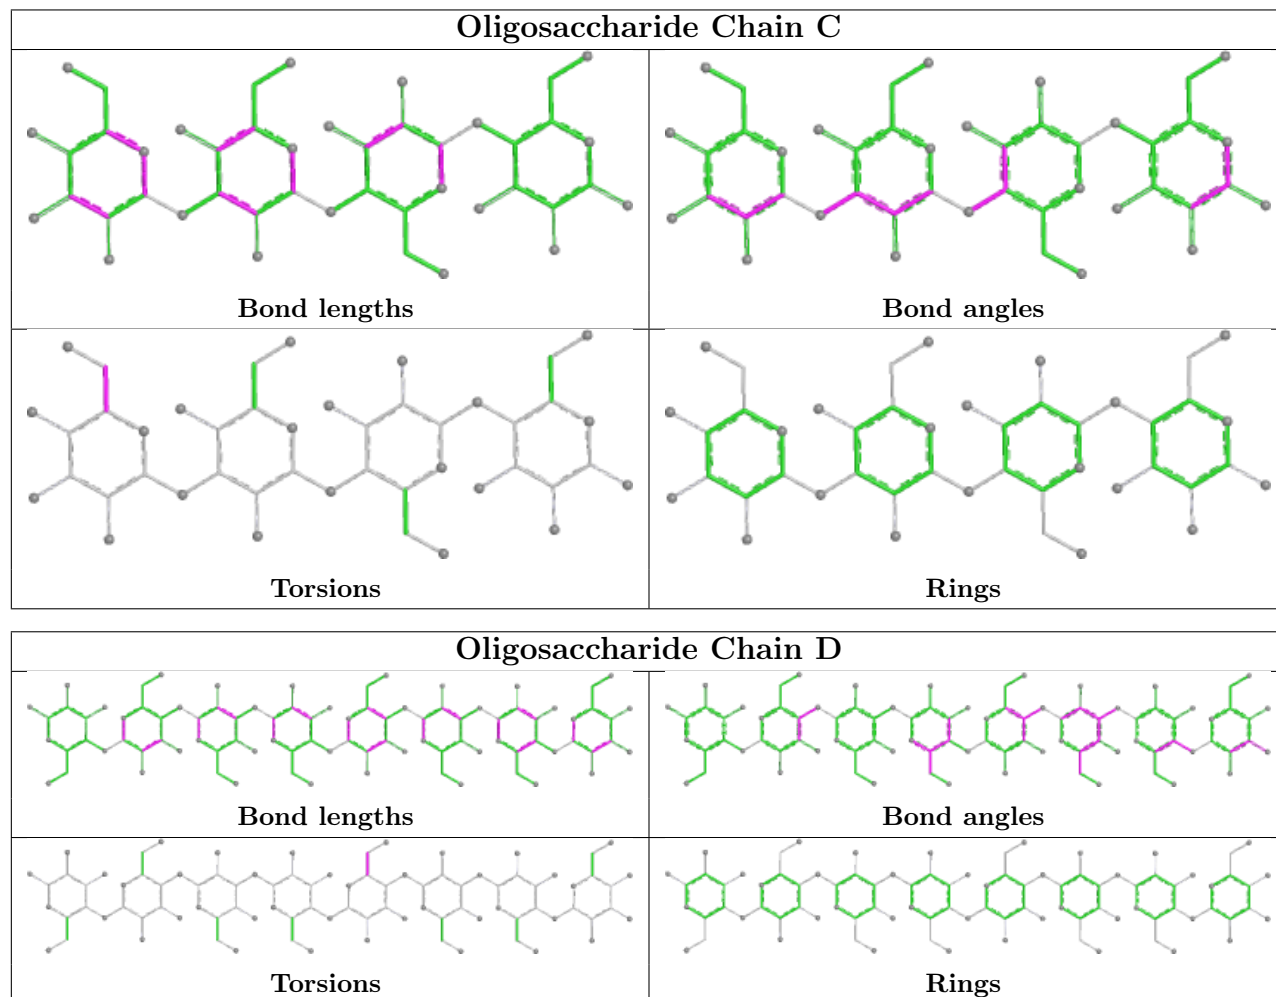 Oligosaccharide Chain C
Bond lengths
Bond angles
Torsions
Rings
Oligosaccharide Chain D
Bond lengths
Bond angles
Torsions
Rings